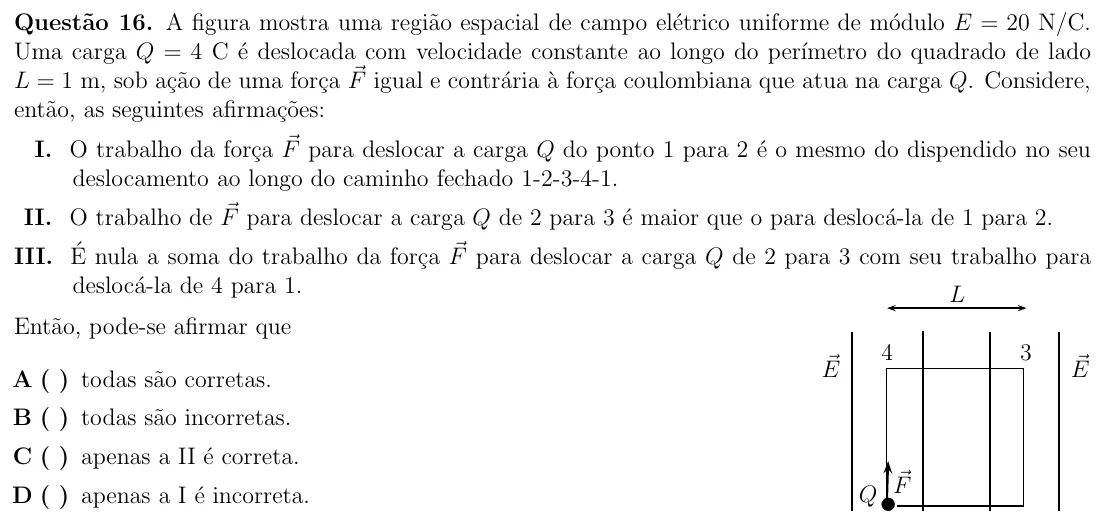 Questão 16. A figura mostra uma região espacial de campo elétrico uniforme de módulo E = 20 N/C.
Uma carga Q = 4 C é deslocada com velocidade constante ao longo do perímetro do quadrado de lado
L = 1 m, sob ação de uma força F⃗ igual e contrária à força coulombiana que atua na carga Q. Considere,
então, as seguintes afirmações:
I. O trabalho da força F⃗ para deslocar a carga Q do ponto 1 para 2 é o mesmo do dispendido no seu
deslocamento ao longo do caminho fechado 1-2-3-4-1.
II. O trabalho de F⃗ para deslocar a carga Q de 2 para 3 é maior que o para deslocá-la de 1 para 2.
III. É nula a soma do trabalho da força F⃗ para deslocar a carga Q de 2 para 3 com seu trabalho para
deslocá-la de 4 para 1.
Então, pode-se afirmar que
A ( ) todas são corretas.
B ( ) todas são incorretas.
C ( ) apenas a II é correta.
D ( ) apenas a I é incorreta.
L
E⃗
4
3
E⃗
Q
F⃗